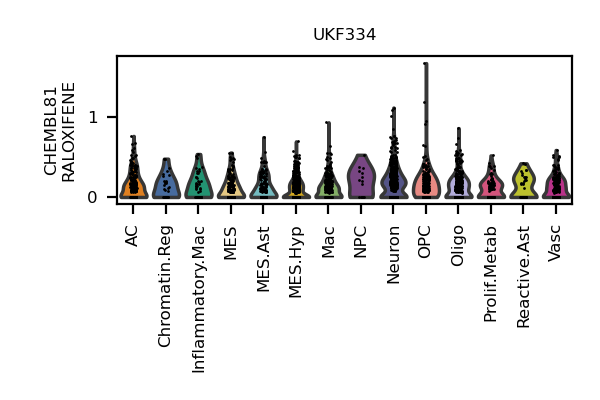 UKF334
CHEMBL81
RALOXIFENE
1
0
AC
Chromatin.Reg
Inflammatory.Mac
MES
MES.Ast
MES.Hyp
Mac
NPC
Neuron
OPC
Oligo
Prolif.Metab
Reactive.Ast
Vasc